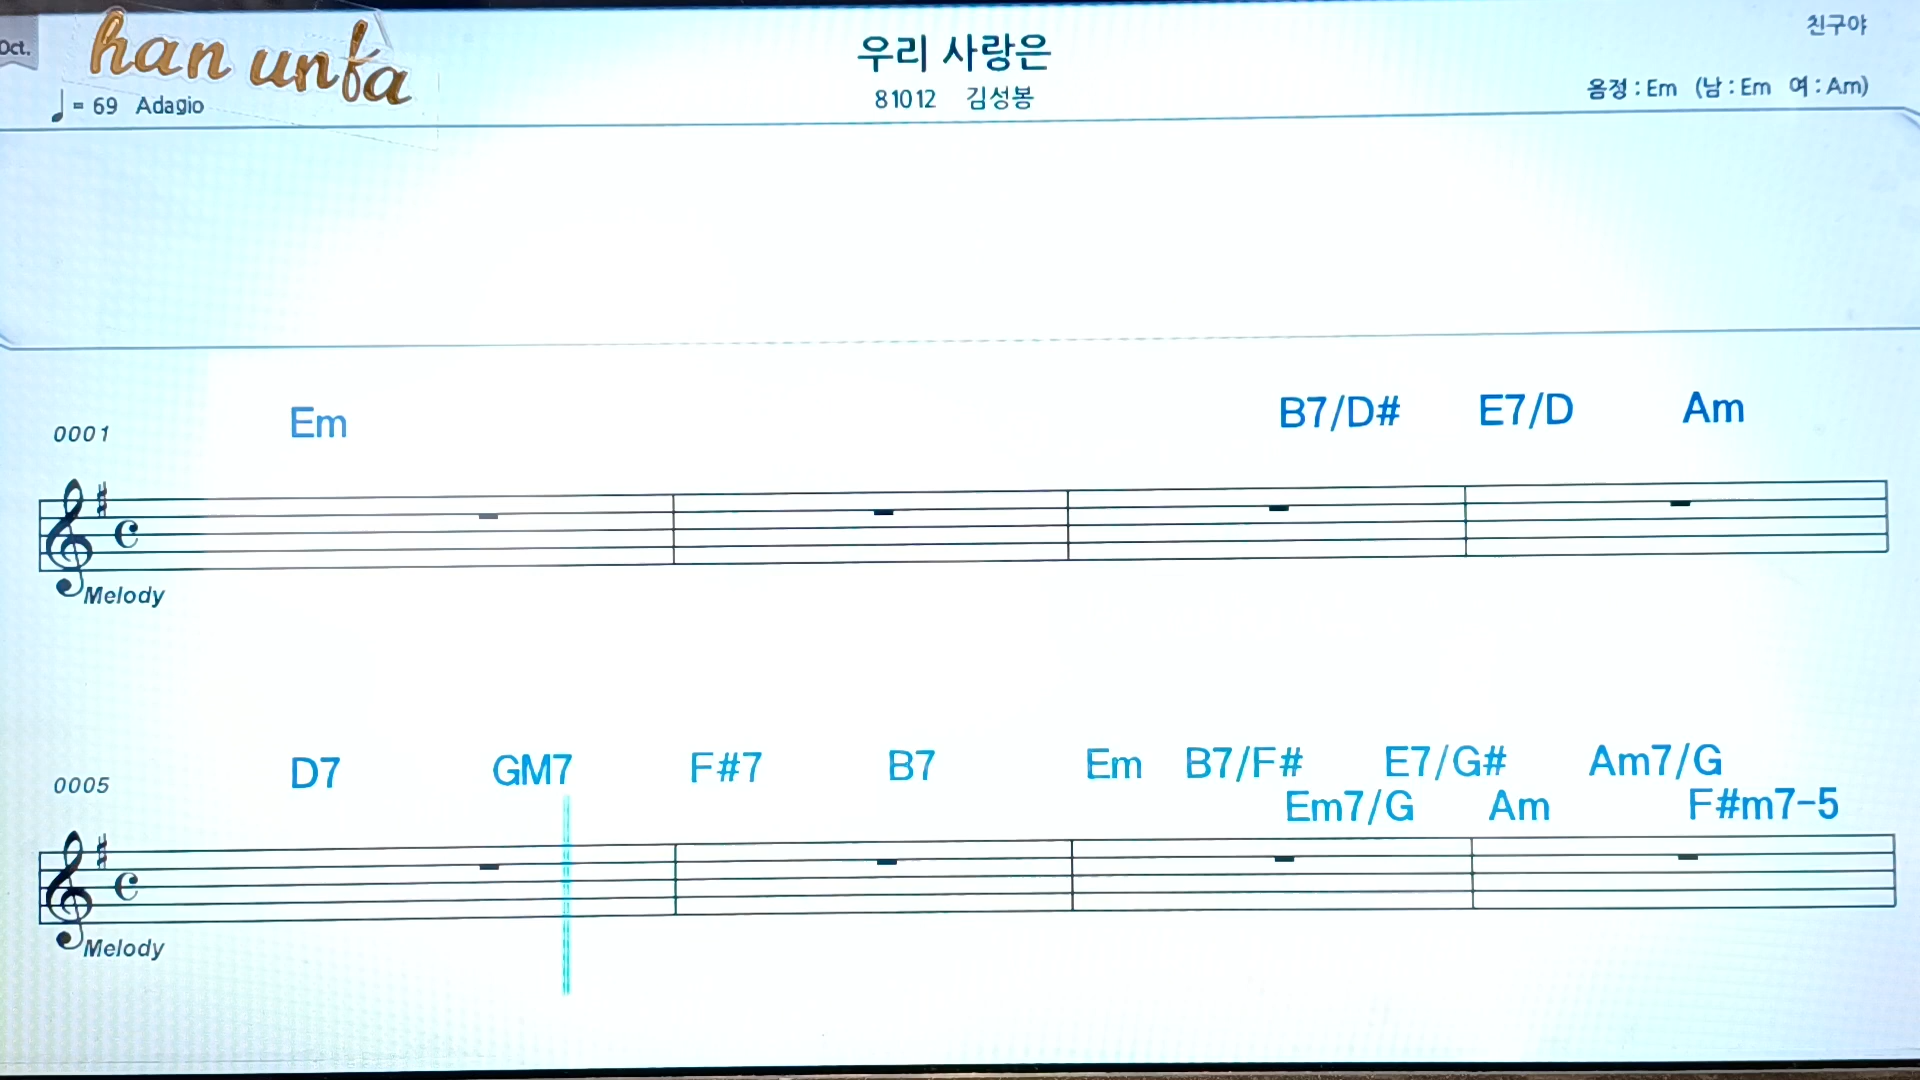 Oct.
han unfa
= 69 Adagio
우리 사랑은
81012 김성봉
친구야
음정 : Em (남 : Em 여 : Am)
0001 Em B7/D# E7/D Am
Melody
0005 D7 GM7 F#7 B7 Em B7/F# E7/G# Am7/G
Em7/G Am F#m7-5
Melody